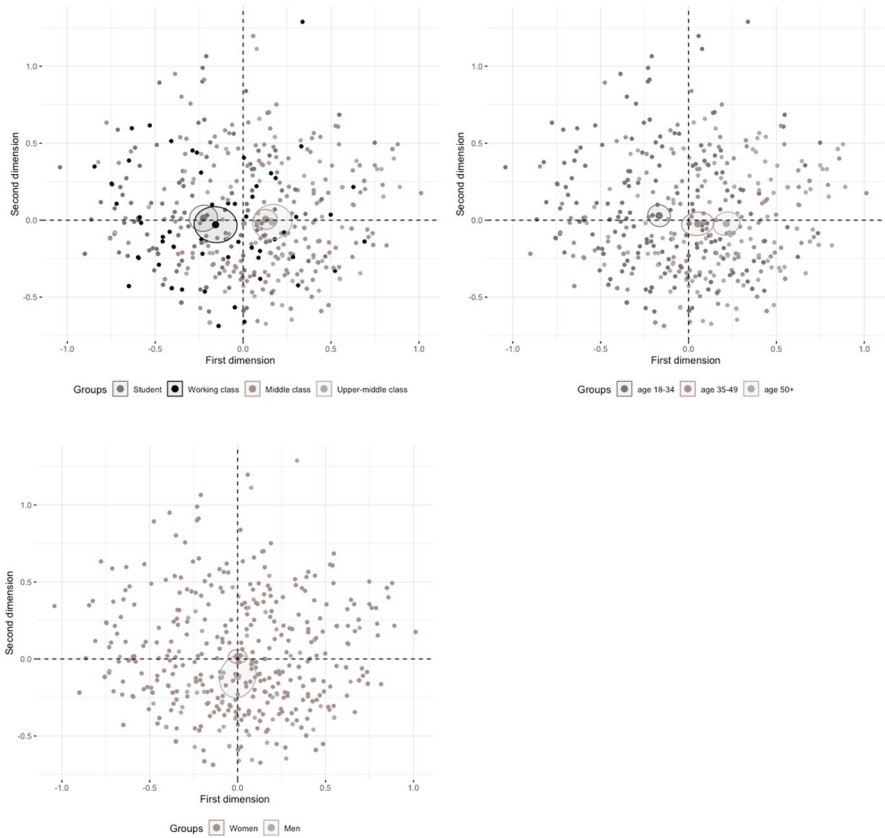 1.0
0.5
0.0
-0.5
Second dimension
-1.0 -0.5 0.0 0.5 1.0
First dimension
Groups Student Working class Middle class Upper-middle class
1.0
0.5
0.0
-0.5
Second dimension
-1.0 -0.5 0.0 0.5 1.0
First dimension
Groups age 18-34 age 35-49 age 50+
1.0
0.5
0.0
-0.5
Second dimension
-1.0 -0.5 0.0 0.5 1.0
First dimension
Groups Women Men